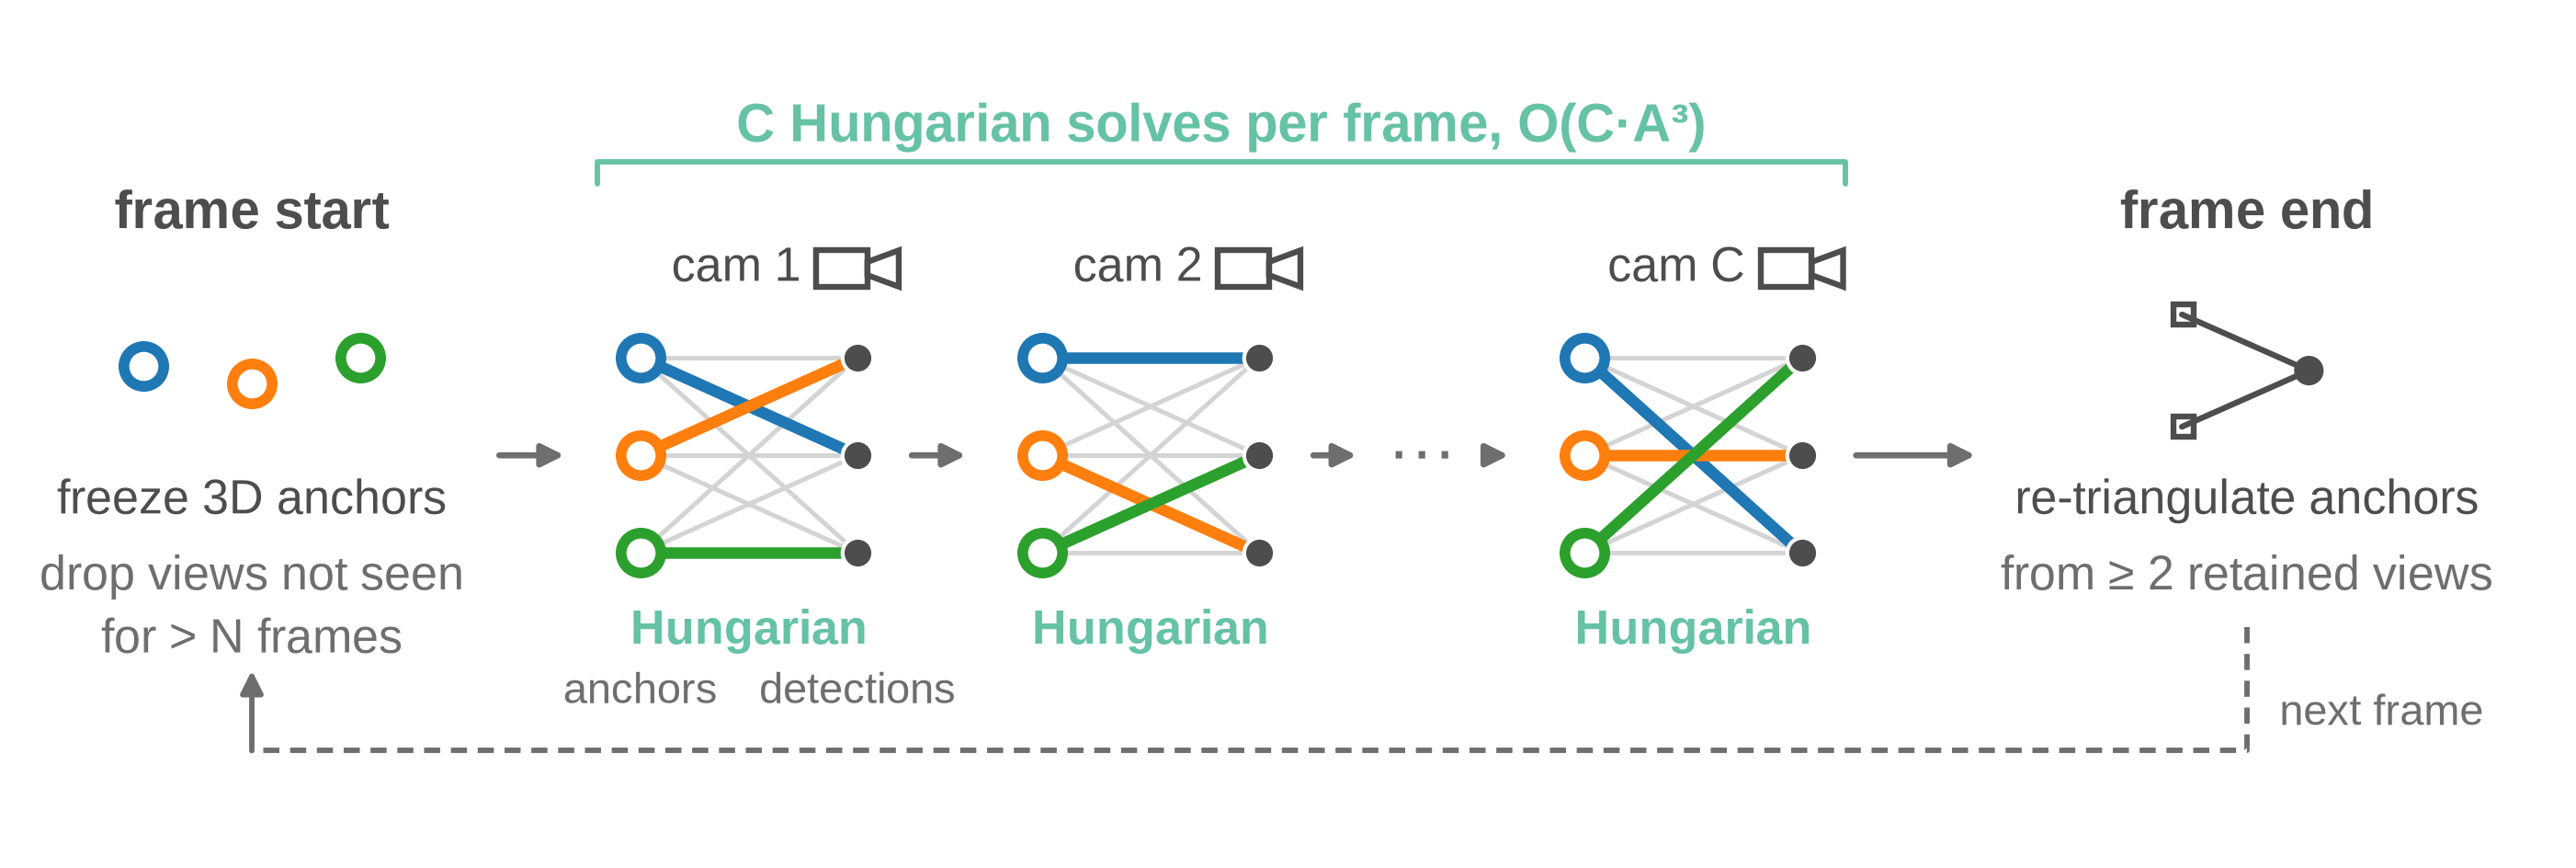 C Hungarian solves per frame, O(C·A³)
frame start
frame end
cam 1
cam 2
cam C
···
freeze 3D anchors
drop views not seen
for > N frames
re-triangulate anchors
from ≥ 2 retained views
Hungarian
Hungarian
Hungarian
anchors
detections
next frame